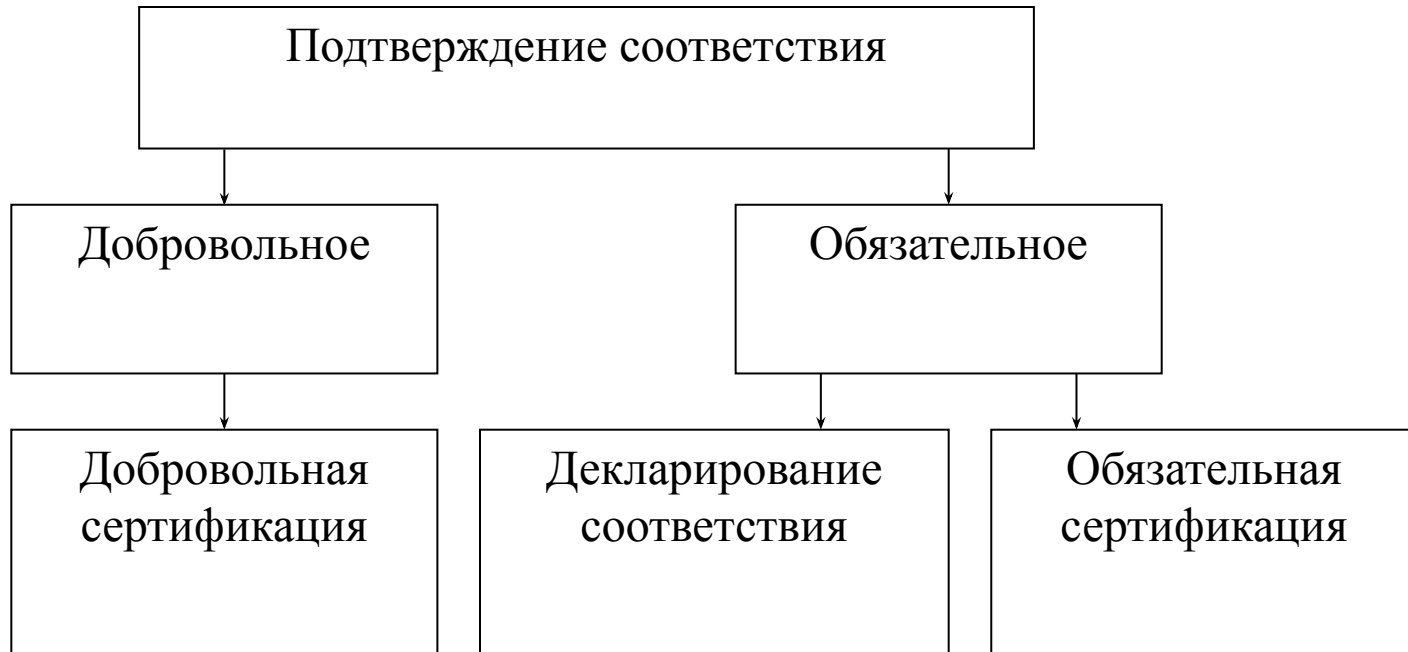 Подтверждение соответствия
Добровольное
Обязательное
Добровольная
сертификация
Декларирование
соответствия
Обязательная
сертификация